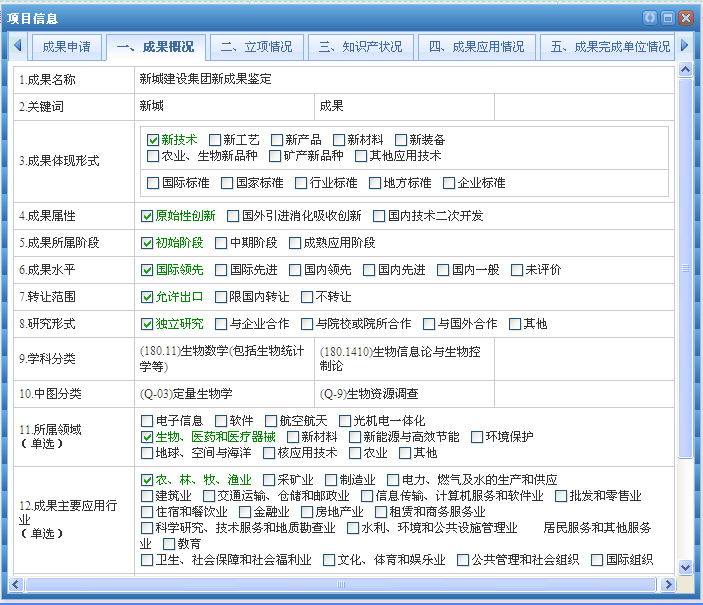 项目信息
成果申请 一、成果概况 二、立项情况 三、知识产状况 四、成果应用情况 五、成果完成单位情况
1.成果名称 新城建设集团新成果鉴定
2.关键词 新城 成果
3.成果体现形式
新技术 新工艺 新产品 新材料 新装备
农业、生物新品种 矿产新品种 其他应用技术
国际标准 国家标准 行业标准 地方标准 企业标准
4.成果属性 原始性创新 国外引进消化吸收创新 国内技术二次开发
5.成果所属阶段 初始阶段 中期阶段 成熟应用阶段
6.成果水平 国际领先 国际先进 国内领先 国内先进 国内一般 未评价
7.转让范围 允许出口 限国内转让 不转让
8.研究形式 独立研究 与企业合作 与院校或院所合作 与国外合作 其他
9.学科分类
(180.11)生物数学(包括生物统计
学等)
(180.1410)生物信息论与生物控
制论
10.中图分类 (Q-03)定量生物学 (Q-9)生物资源调查
11.所属领域
（单选）
电子信息 软件 航空航天 光机电一体化
生物、医药和医疗器械 新材料 新能源与高效节能 环境保护
地球、空间与海洋 核应用技术 农业 其他
12.成果主要应用行
业
（单选）
农、林、牧、渔业 采矿业 制造业 电力、燃气及水的生产和供应
建筑业 交通运输、仓储和邮政业 信息传输、计算机服务和软件业 批发和零售业
住宿和餐饮业 金融业 房地产业 租赁和商务服务业
科学研究、技术服务和地质勘查业 水利、环境和公共设施管理业 居民服务和其他服务
业 教育
卫生、社会保障和社会福利业 文化、体育和娱乐业 公共管理和社会组织 国际组织